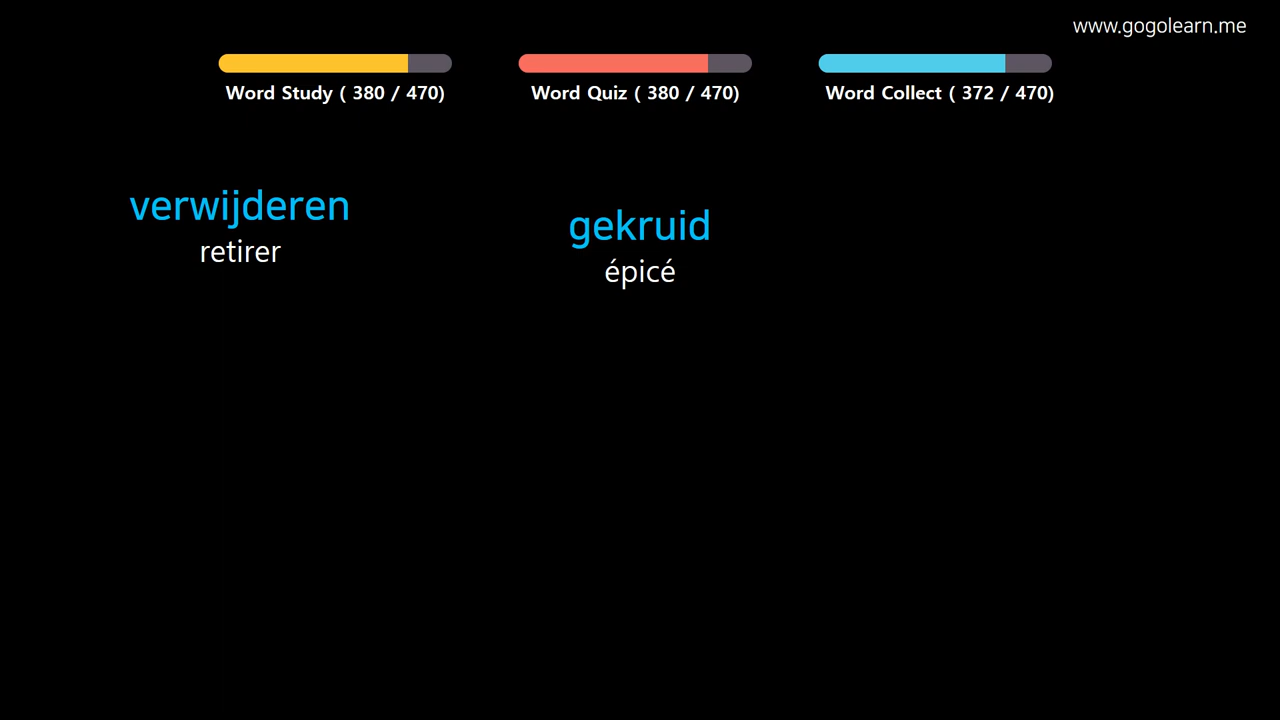 www.gogolearn.me
Word Study ( 380 / 470)
Word Quiz ( 380 / 470)
Word Collect ( 372 / 470)
verwijderen
retirer
gekruid
épicé